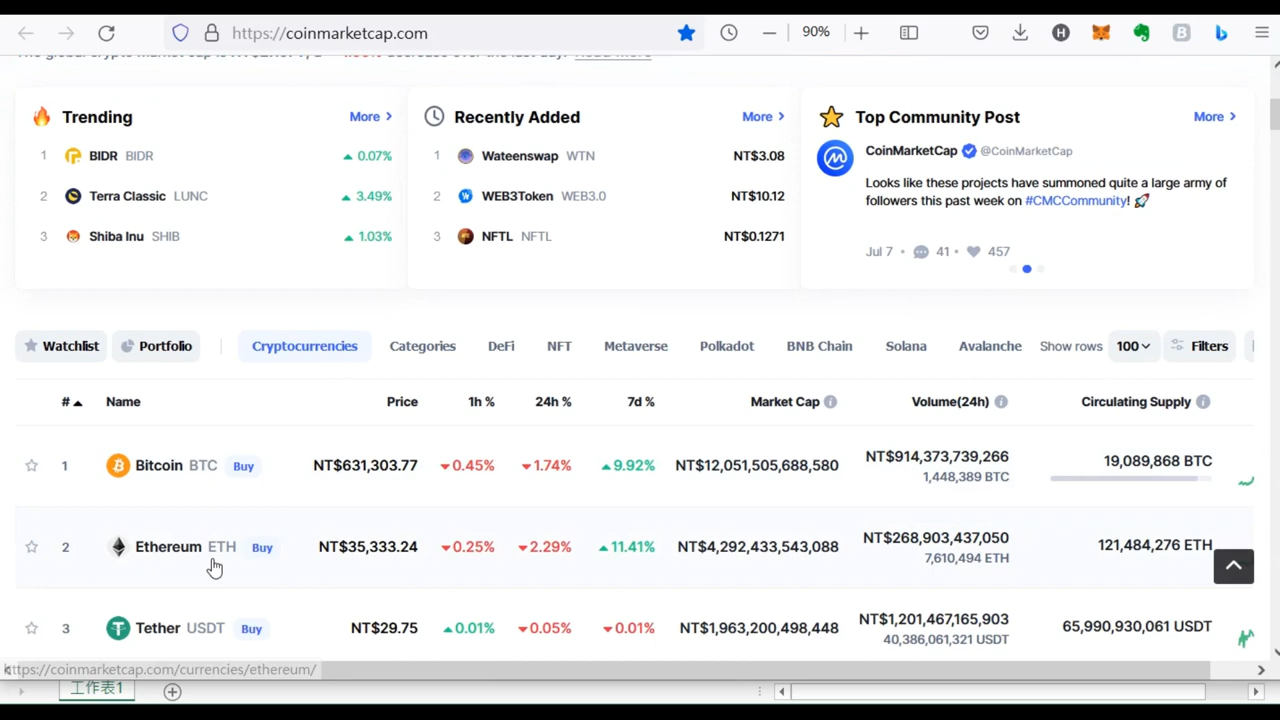 https://coinmarketcap.com
90%
Trending
More
Recently Added
More
Top Community Post
More
1 BIDR BIDR 0.07%
2 Terra Classic LUNC 3.49%
3 Shiba Inu SHIB 1.03%
1 Wateenswap WTN NT$3.08
2 WEB3Token WEB3.0 NT$10.12
3 NFTL NFTL NT$0.1271
CoinMarketCap @CoinMarketCap
Looks like these projects have summoned quite a large army of
followers this past week on #CMCCommunity!
Jul 7 • 41 • 457
Watchlist Portfolio Cryptocurrencies Categories DeFi NFT Metaverse Polkadot BNB Chain Solana Avalanche Show rows 100 Filters
# Name Price 1h % 24h % 7d % Market Cap Volume(24h) Circulating Supply
1 Bitcoin BTC Buy NT$631,303.77 0.45% 1.74% 9.92% NT$12,051,505,688,580 NT$914,373,739,266 19,089,868 BTC
1,448,389 BTC
2 Ethereum ETH Buy NT$35,333.24 0.25% 2.29% 11.41% NT$4,292,433,543,088 NT$268,903,437,050 121,484,276 ETH
7,610,494 ETH
3 Tether USDT Buy NT$29.75 0.01% 0.05% 0.01% NT$1,963,200,498,448 NT$1,201,467,165,903 65,990,930,061 USDT
40,386,061,321 USDT
https://coinmarketcap.com/currencies/ethereum/
工作表1